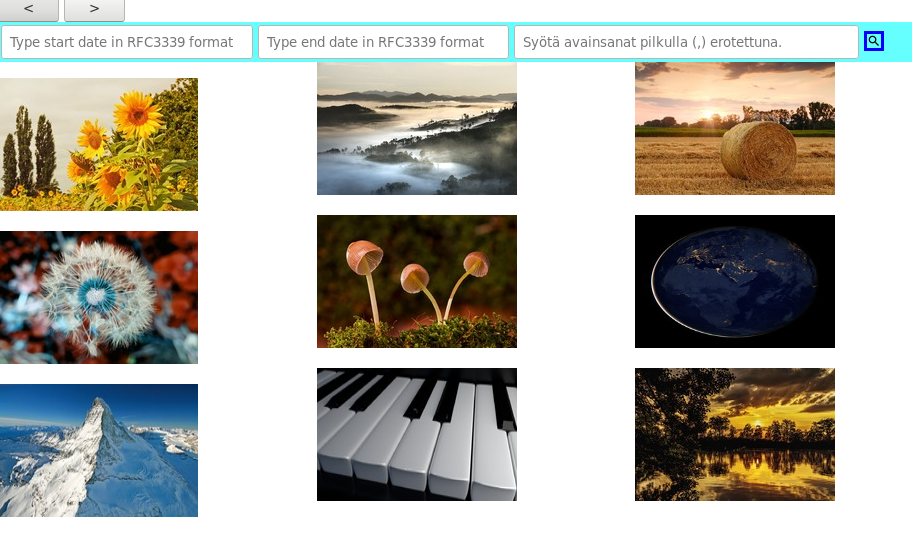 < >
Type start date in RFC3339 format Type end date in RFC3339 format Syötä avainsanat pilkulla (,) erotettuna.